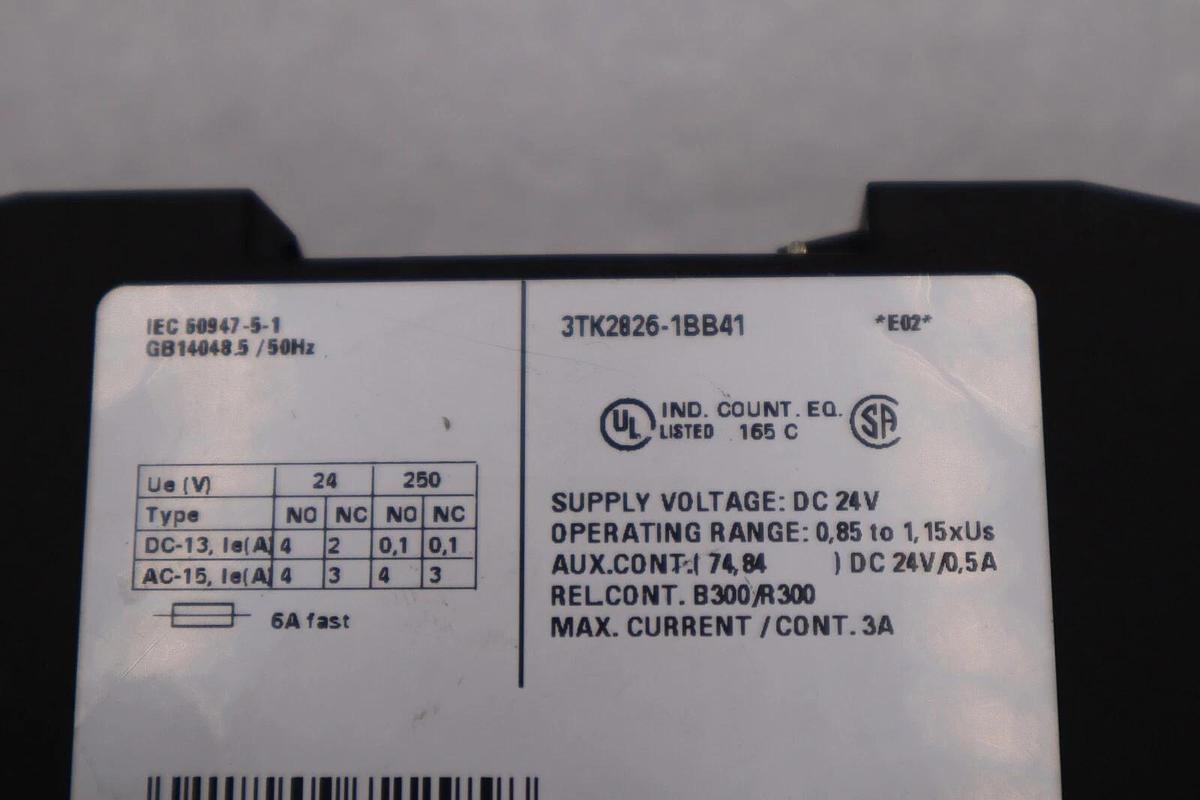 IEC 60947-5-1
GB14048.5 /50Hz
Ue (V) 24 250
Type NO NC NO NC
DC-13, Ie(A) 4 2 0,1 0,1
AC-15, Ie(A) 4 3 4 3
6A fast
3TK2826-1BB41 *E02*
UL IND. CONT. EQ. SA
LISTED 165 C
SUPPLY VOLTAGE: DC 24V
OPERATING RANGE: 0,85 to 1,15xUs
AUX.CONT.( 74,84 ) DC 24V/0,5A
REL.CONT. B300/R300
MAX. CURRENT /CONT. 3A